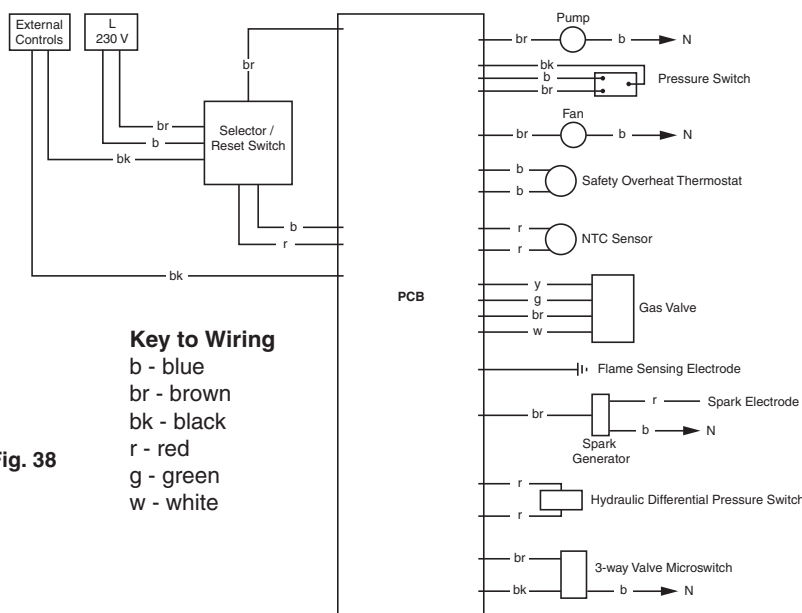 External
Controls
L
230 V
br
br
b
bk
Selector /
Reset Switch
b
r
bk
PCB
Pump
br
b
N
bk
b
br
Pressure Switch
Fan
br
b
N
b
b
Safety Overheat Thermostat
r
r
NTC Sensor
y
g
br
w
Gas Valve
Flame Sensing Electrode
br
r
Spark Electrode
b
N
Spark
Generator
r
r
Hydraulic Differential Pressure Switch
br
bk
3-way Valve Microswitch
b
N
Key to Wiring
b - blue
br - brown
bk - black
r - red
g - green
w - white
Fig. 38